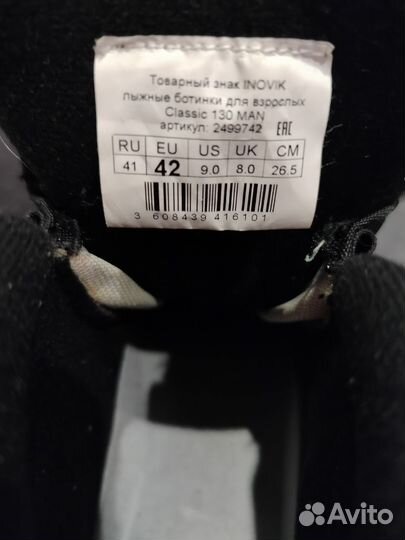 Товарный знак INOVIK
лыжные ботинки для взрослых
Classic 130 MAN
артикул: 2499742 EAC
RU EU US UK CM
41 42 9.0 8.0 26.5
3 608439 416101
Avito